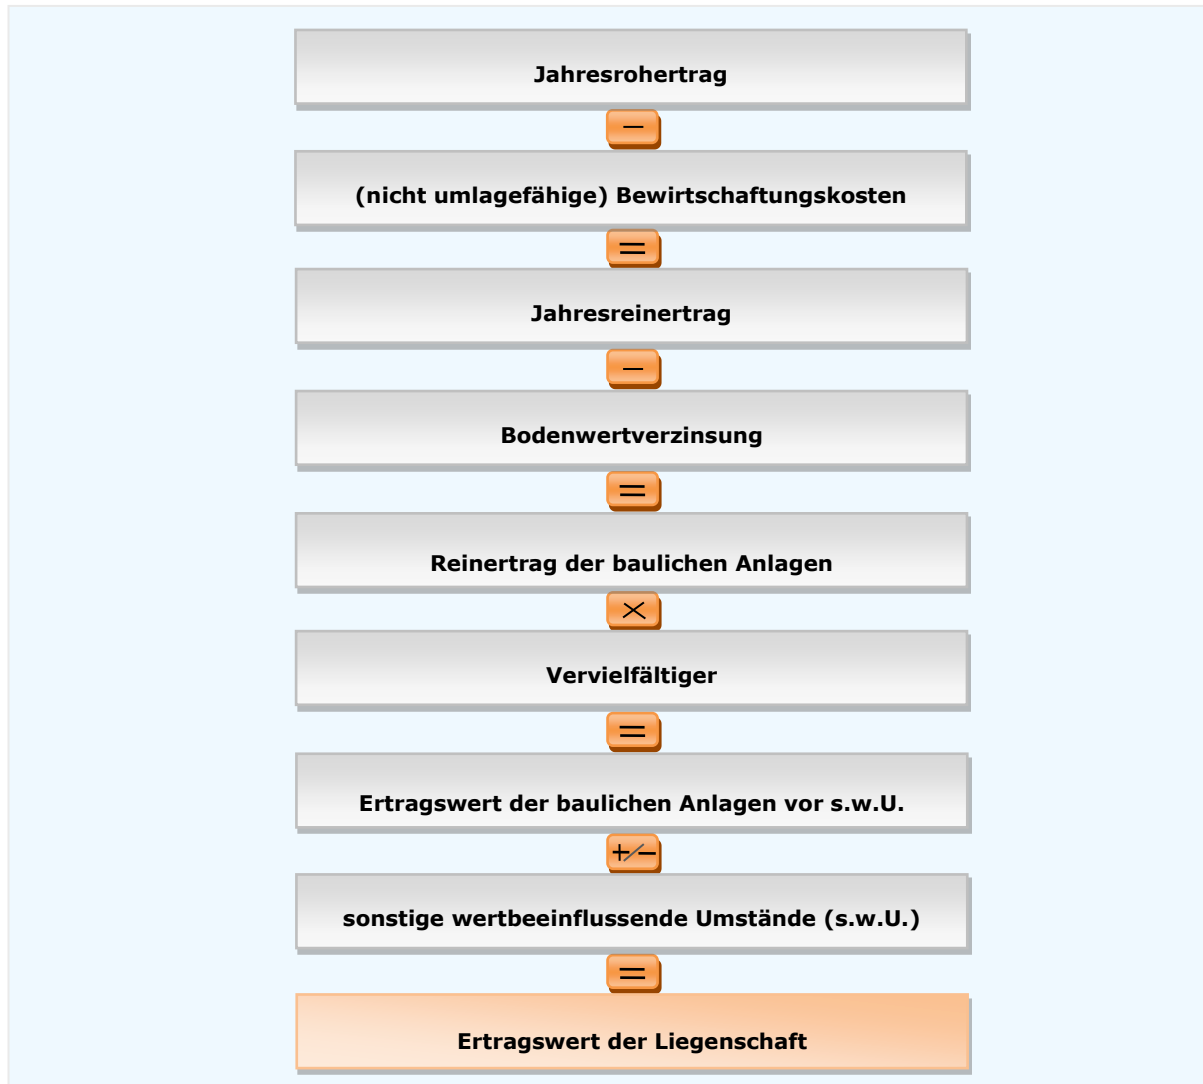 Jahresrohertrag
−
(nicht umlagefähige) Bewirtschaftungskosten
=
Jahresreinertrag
−
Bodenwertverzinsung
=
Reinertrag der baulichen Anlagen
×
Vervielfältiger
=
Ertragswert der baulichen Anlagen vor s.w.U.
+/−
sonstige wertbeeinflussende Umstände (s.w.U.)
=
Ertragswert der Liegenschaft